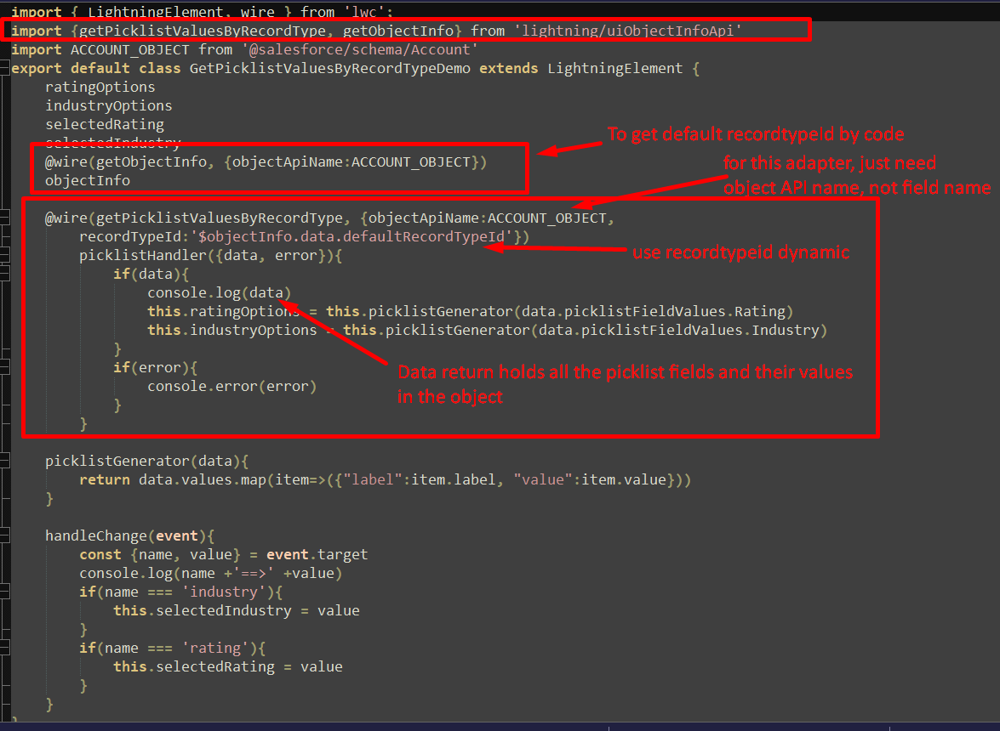 import { LightningElement, wire } from 'lwc';
import {getPicklistValuesByRecordType, getObjectInfo} from 'lightning/uiObjectInfoApi'
import ACCOUNT_OBJECT from '@salesforce/schema/Account'
export default class GetPicklistValuesByRecordTypeDemo extends LightningElement {
ratingOptions
industryOptions
selectedRating
selectedIndustry
To get default recordtypeId by code
@wire(getObjectInfo, {objectApiName:ACCOUNT_OBJECT})
objectInfo
for this adapter, just need
object API name, not field name
@wire(getPicklistValuesByRecordType, {objectApiName:ACCOUNT_OBJECT,
recordTypeId:'$objectInfo.data.defaultRecordTypeId'})
use recordtypeid dynamic
picklistHandler({data, error}){
if(data){
console.log(data)
this.ratingOptions = this.picklistGenerator(data.picklistFieldValues.Rating)
this.industryOptions = this.picklistGenerator(data.picklistFieldValues.Industry)
}
if(error){
console.error(error)
}
}
Data return holds all the picklist fields and their values
in the object
picklistGenerator(data){
return data.values.map(item=>({"label":item.label, "value":item.value}))
}
handleChange(event){
const {name, value} = event.target
console.log(name +'==>' +value)
if(name === 'industry'){
this.selectedIndustry = value
}
if(name === 'rating'){
this.selectedRating = value
}
}
}